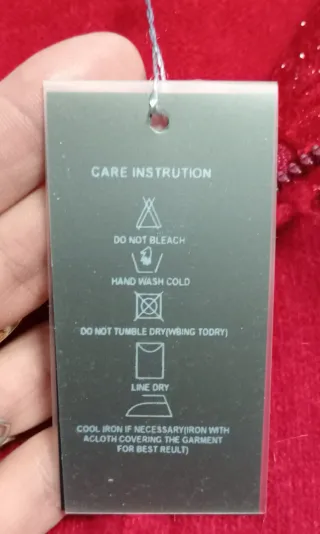 CARE INSTRUTION
DO NOT BLEACH
HAND WASH COLD
DO NOT TUMBLE DRY(WBING TODRY)
LINE DRY
COOL IRON IF NECESSARY(IRON WITH
ACLOTH COVERING THE GARMENT
FOR BEST REULT)